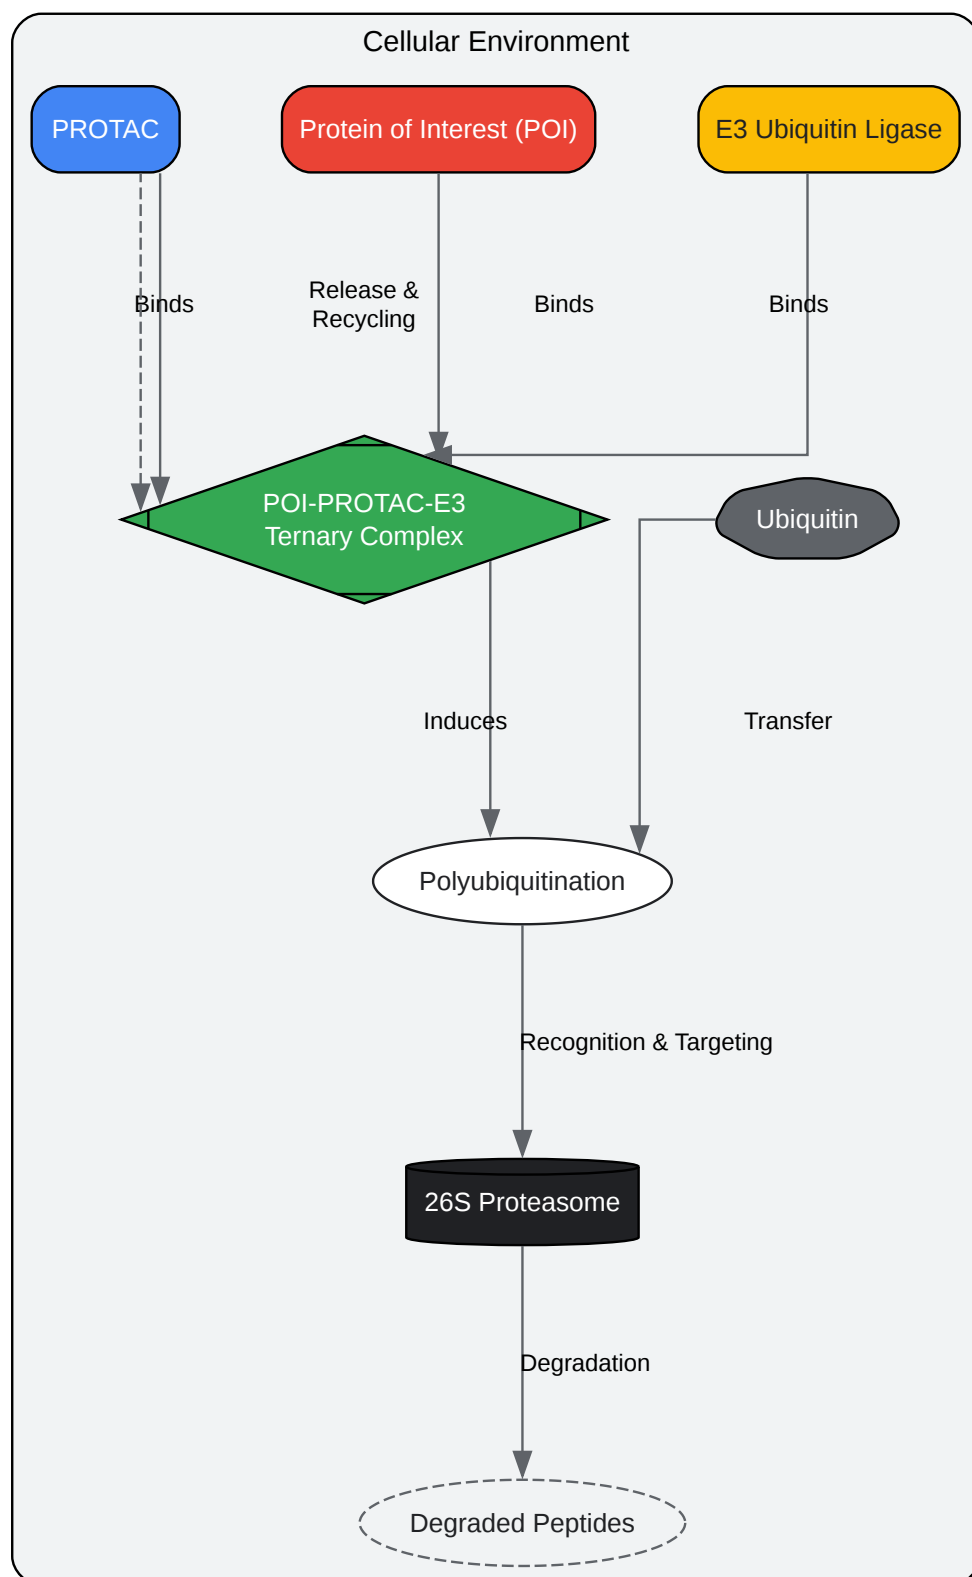 Cellular Environment
PROTAC
Protein of Interest (POI)
E3 Ubiquitin Ligase
Binds
Release &
Recycling
Binds
Binds
POI-PROTAC-E3
Ternary Complex
Ubiquitin
Induces
Transfer
Polyubiquitination
Recognition & Targeting
26S Proteasome
Degradation
Degraded Peptides